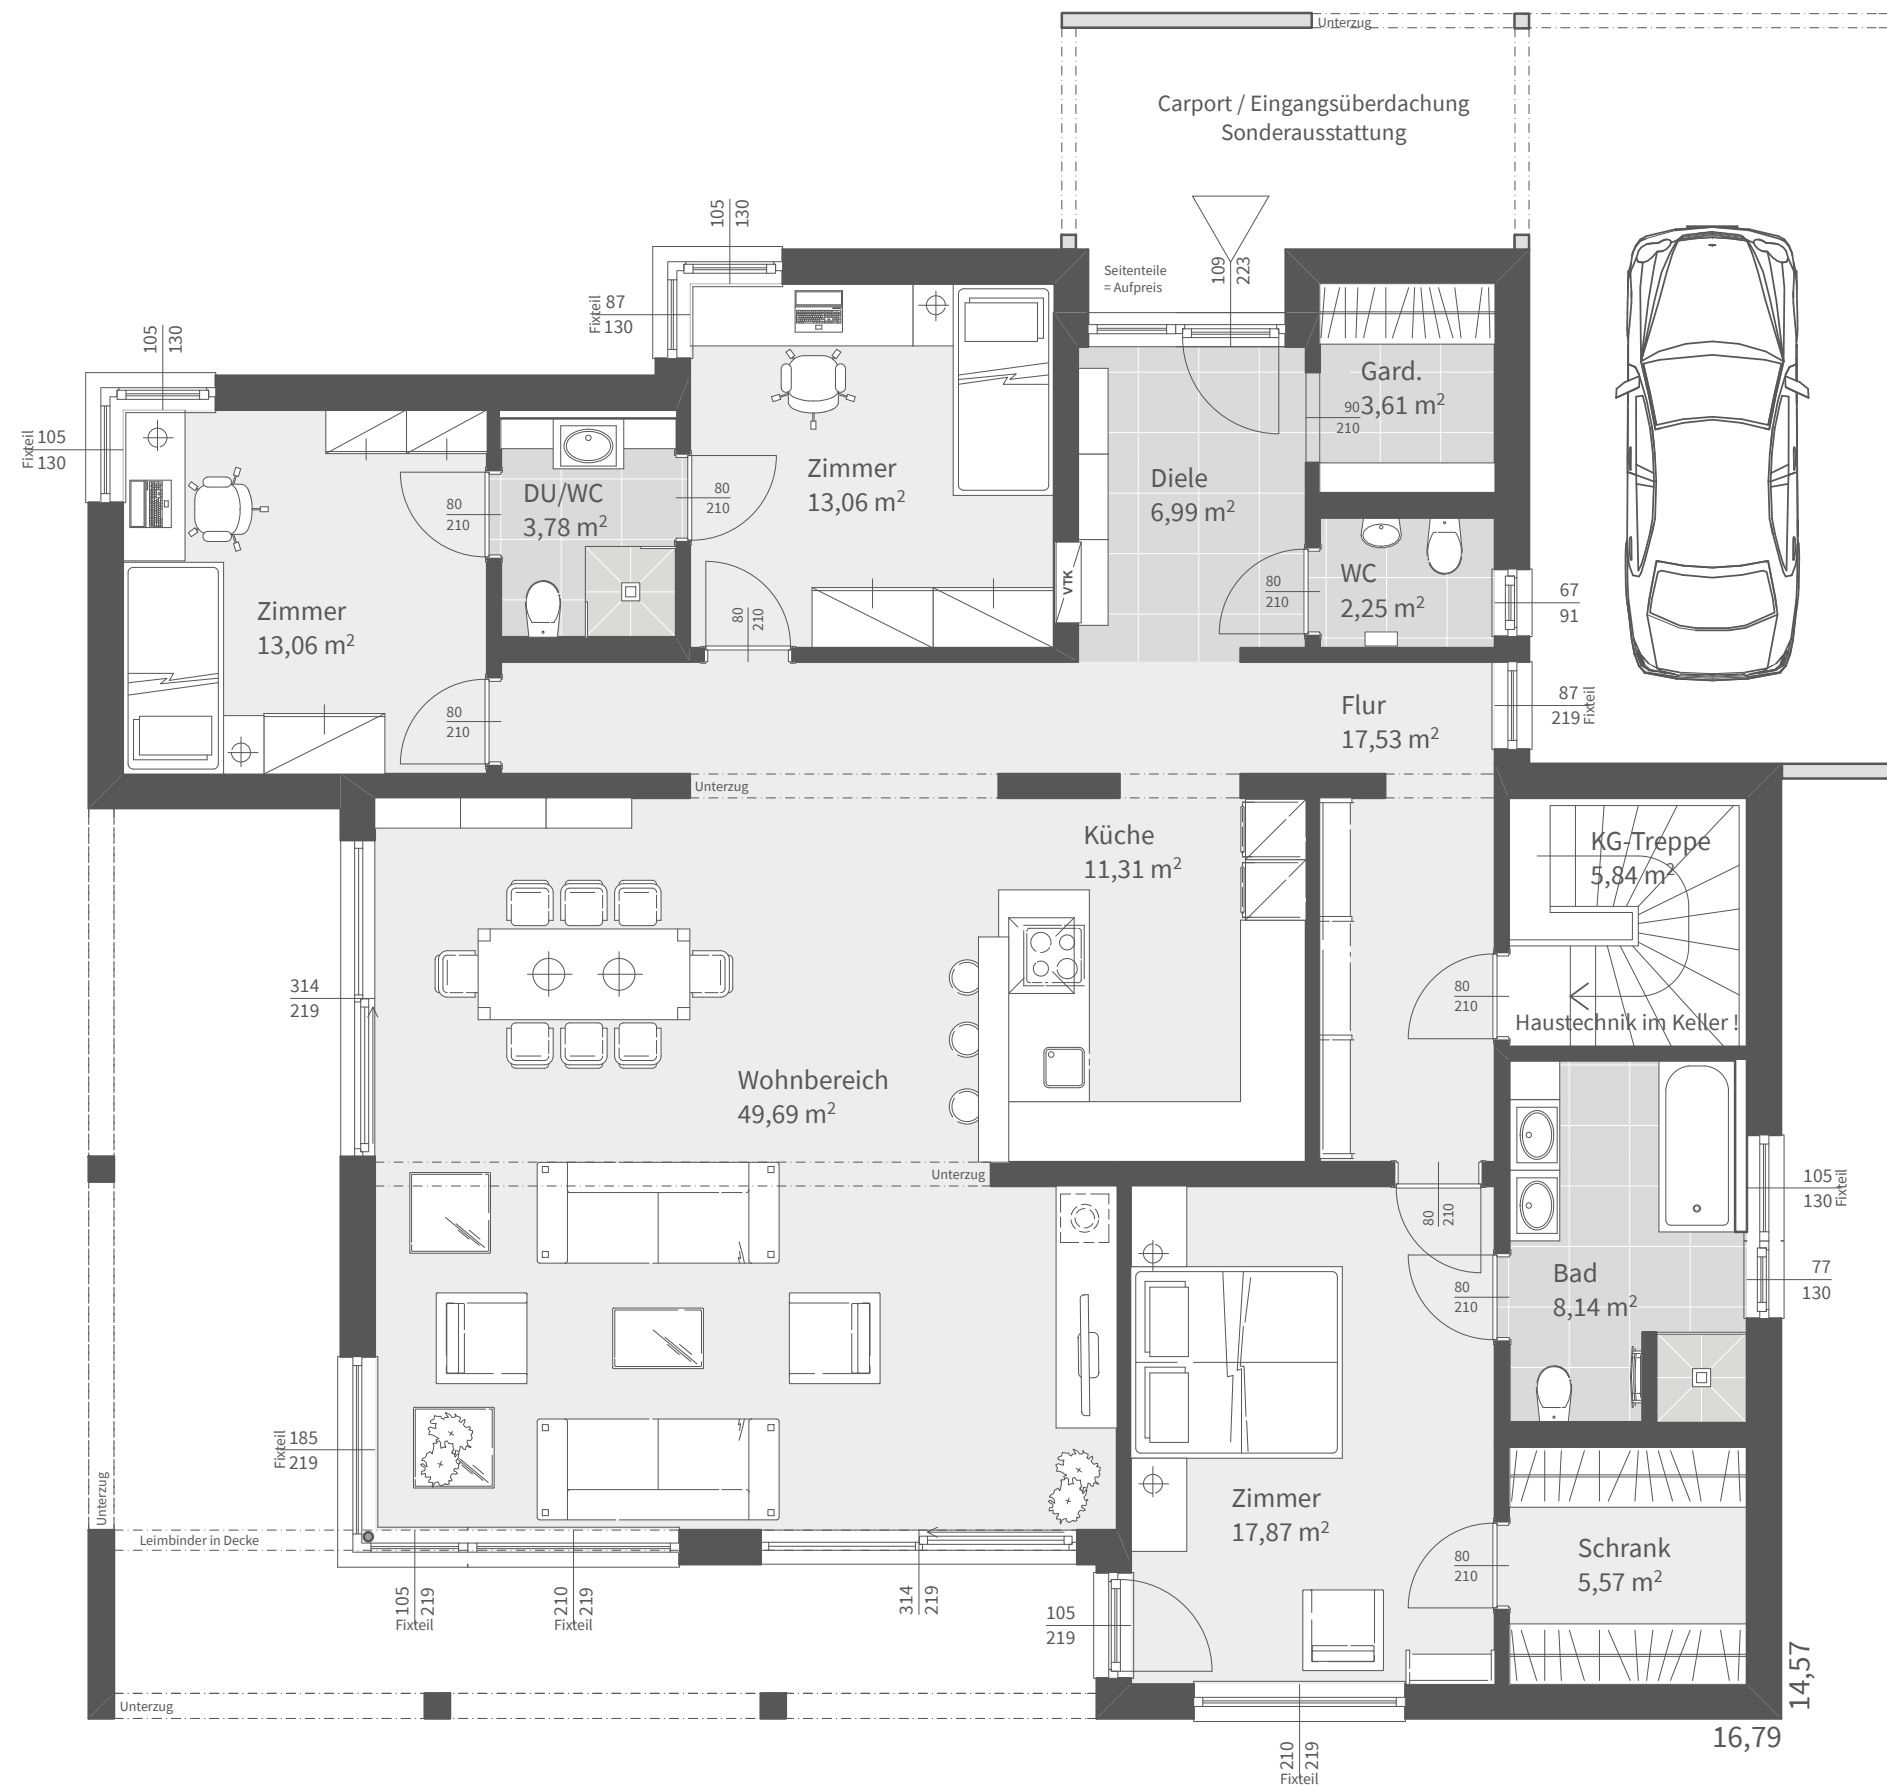 Unterzug
Carport / Eingangsüberdachung
Sonderausstattung
105
130
Fixteil
87
130
Seitenteile
= Aufpreis
109
223
105
130
Fixteil
105
130
Gard.
3,61 m²
90
210
Zimmer
13,06 m²
80
210
DU/WC
3,78 m²
80
210
Diele
6,99 m²
80
210
VTK
WC
2,25 m²
80
210
67
91
Zimmer
13,06 m²
80
210
Flur
17,53 m²
87
219
Fixteil
Unterzug
Küche
11,31 m²
KG-Treppe
5,84 m²
314
219
80
210
Haustechnik im Keller !
Wohnbereich
49,69 m²
Unterzug
80
210
105
130
Fixteil
80
210
Bad
8,14 m²
77
130
Fixteil
185
219
Unterzug
Leimbinder in Decke
Zimmer
17,87 m²
80
210
Schrank
5,57 m²
105
219
Fixteil
210
219
Fixteil
314
219
105
219
Unterzug
210
219
Fixteil
14,57
16,79